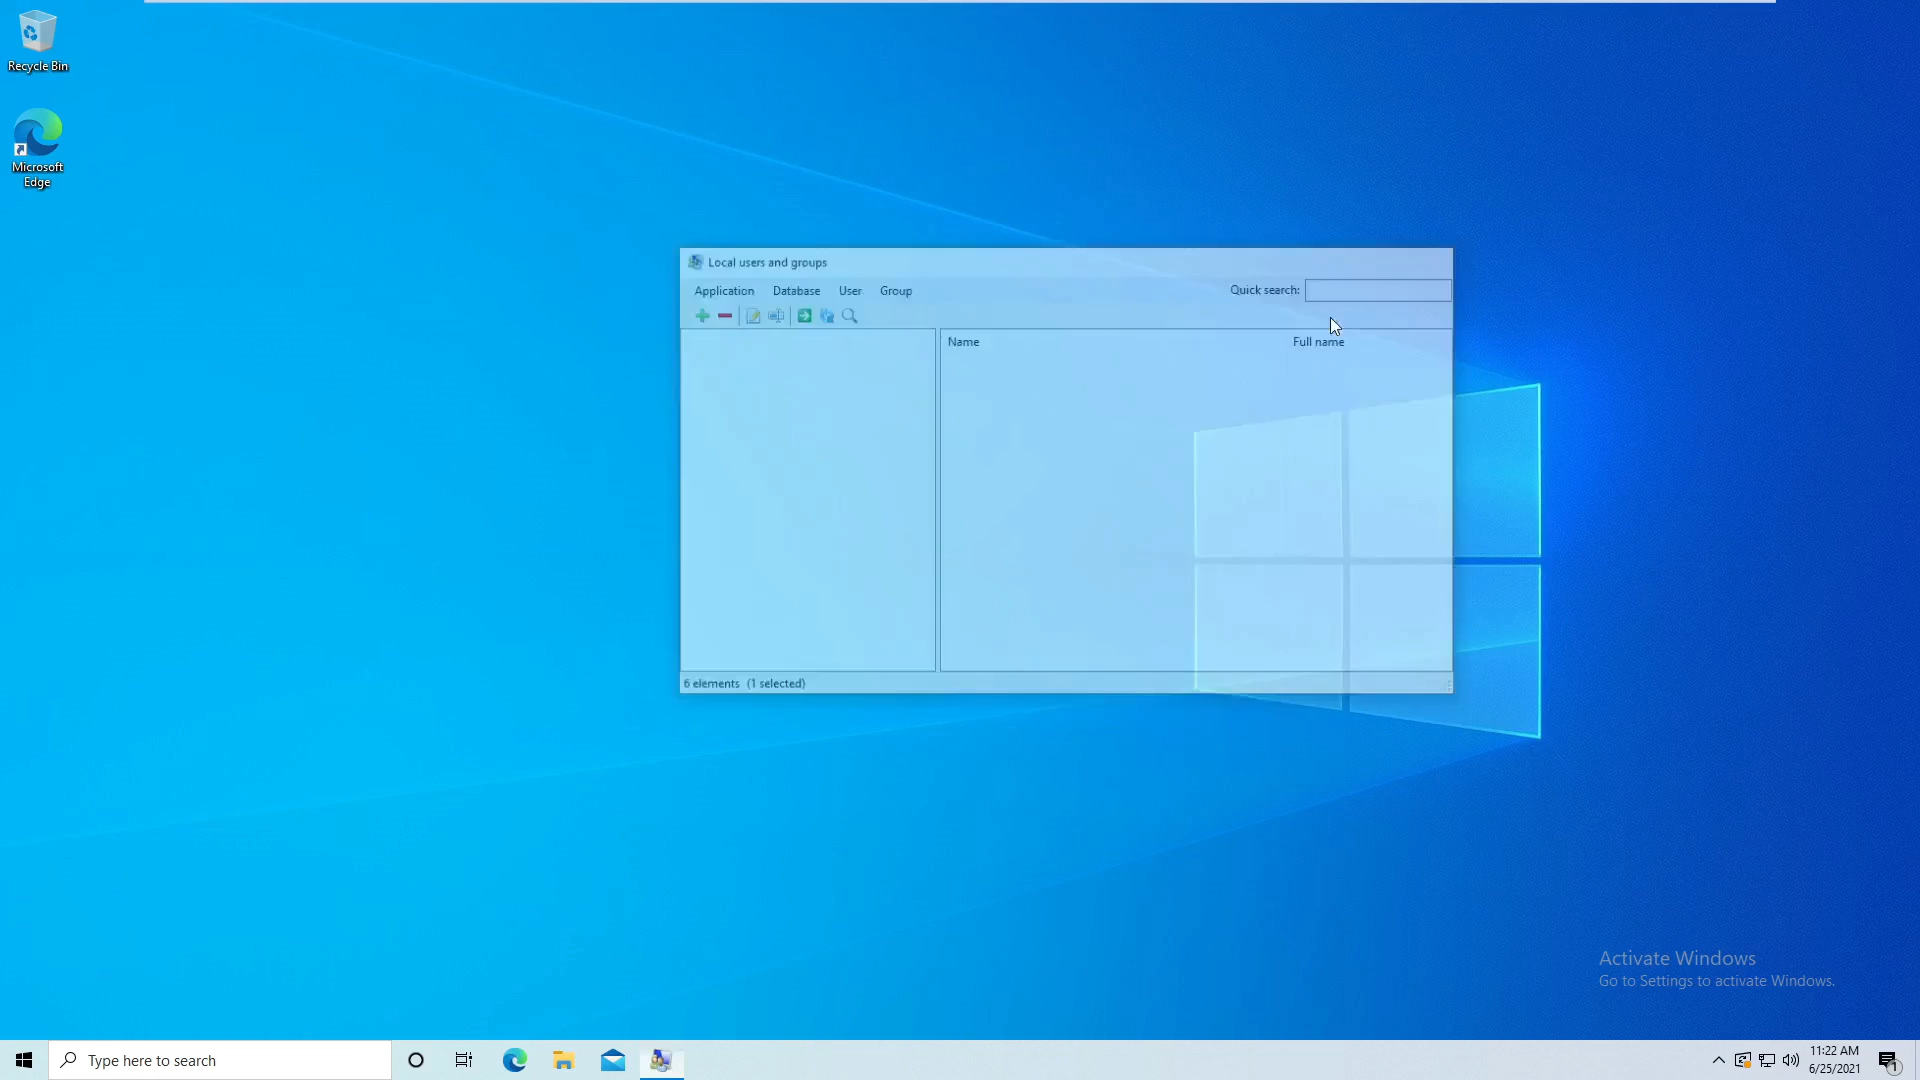 Recycle Bin
Microsoft
Edge
Local users and groups
Application Database User Group Quick search:
Name Full name
6 elements (1 selected)
Activate Windows
Go to Settings to activate Windows.
Type here to search
11:22 AM
6/25/2021
1